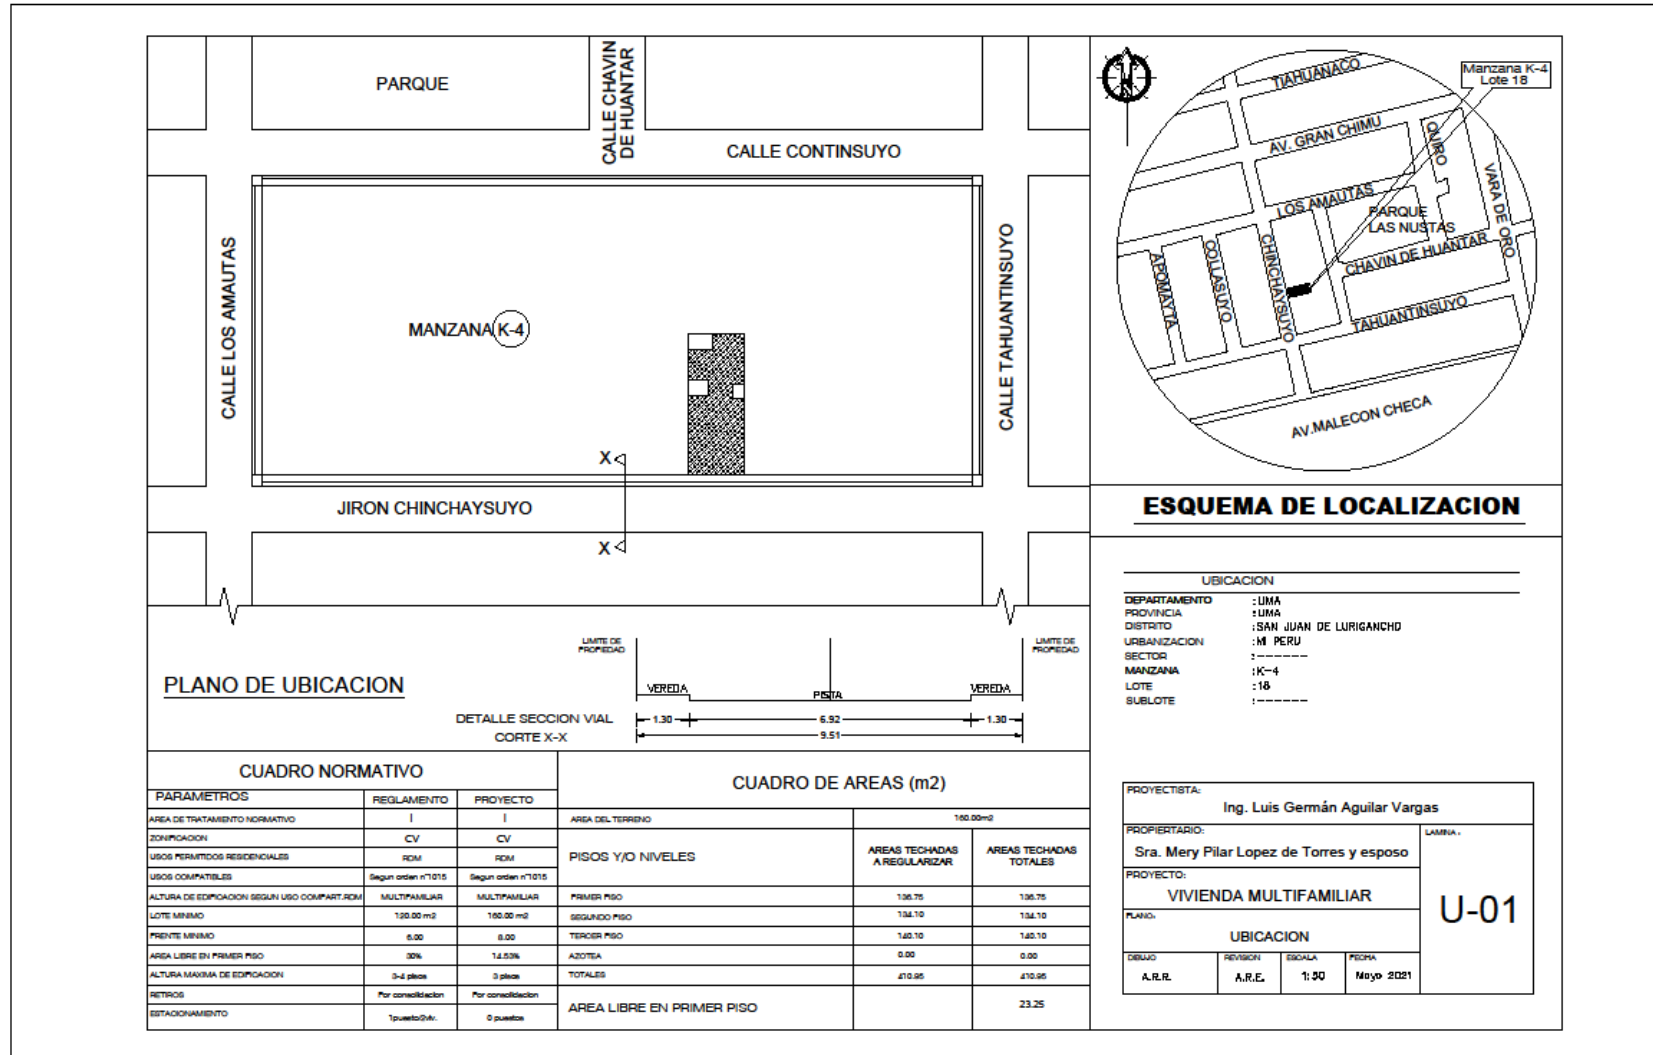 PARQUE
CALLE CHAVIN
DE HUANTAR
CALLE CONTINSUYO
CALLE LOS AMAUTAS
MANZANA K-4
CALLE TAHUANTINSUYO
X
JIRON CHINCHAYSUYO
X
PLANO DE UBICACION
LIMITE DE
PROPIEDAD
LIMITE DE
PROPIEDAD
VEREDA
PISTA
VEREDA
DETALLE SECCION VIAL
CORTE X-X
1.30
6.92
1.30
9.51
Manzana K-4
Lote 18
TIAHUANACO
AV. GRAN CHIMU
QUIRO
LOS AMAUTAS
PARQUE
LAS NUSTAS
VARA DE ORO
CHAVIN DE HUANTAR
APOMAYTA
COLLASUYO
CHINCHAYSUYO
TAHUANTINSUYO
AV.MALECON CHECA
ESQUEMA DE LOCALIZACION
UBICACION
DEPARTAMENTO :LIMA
PROVINCIA :LIMA
DISTRITO :SAN JUAN DE LURIGANCHO
URBANIZACION :MI PERU
SECTOR :------
MANZANA :K-4
LOTE :18
SUBLOTE :------
CUADRO NORMATIVO
PARAMETROS REGLAMENTO PROYECTO
AREA DE TRATAMIENTO NORMATIVO I I
ZONIFICACION CV CV
USOS PERMITIDOS RESIDENCIALES RDM RDM
USOS COMPATIBLES Segun orden n°1015 Segun orden n°1015
ALTURA DE EDIFICACION SEGUN USO COMPART.RDM MULTIFAMILIAR MULTIFAMILIAR
LOTE MINIMO 120.00 m2 160.00 m2
FRENTE MINIMO 6.00 8.00
AREA LIBRE EN PRIMER PISO 30% 14.53%
ALTURA MAXIMA DE EDIFICACION 3-4 pisos 3 pisos
RETIROS Por consolidacion Por consolidacion
ESTACIONAMIENTO 1puesto/2viv. 0 puestos
CUADRO DE AREAS (m2)
AREA DEL TERRENO 160.00m2
PISOS Y/O NIVELES
AREAS TECHADAS
A REGULARIZAR
AREAS TECHADAS
TOTALES
PRIMER PISO 136.75 136.75
SEGUNDO PISO 134.10 134.10
TERCER PISO 140.10 140.10
AZOTEA 0.00 0.00
TOTALES 410.95 410.95
AREA LIBRE EN PRIMER PISO 23.25
PROYECTISTA:
Ing. Luis Germán Aguilar Vargas
PROPIERTARIO:
Sra. Mery Pilar Lopez de Torres y esposo
LAMINA:
U-01
PROYECTO:
VIVIENDA MULTIFAMILIAR
PLANO:
UBICACION
DIBUJO REVISION ESCALA FECHA
A.R.R. A.R.E. 1:50 Mayo 2021